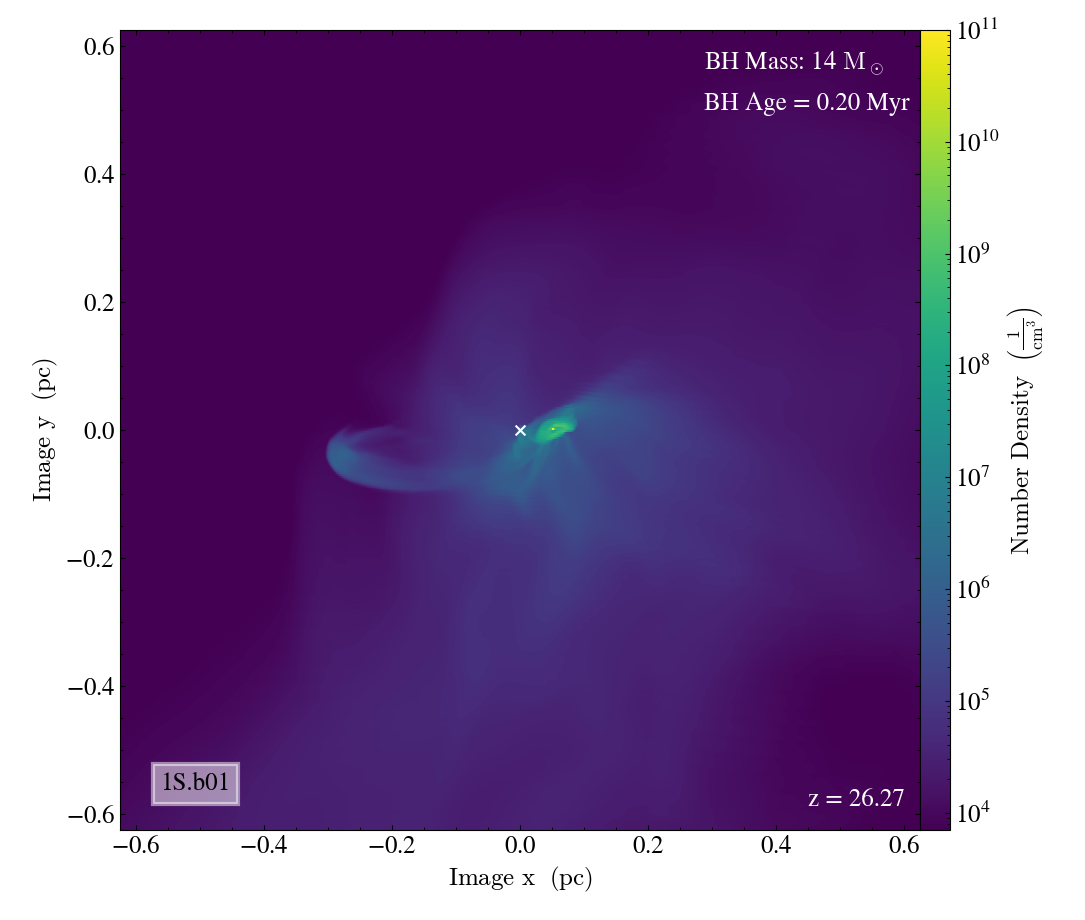 BH Mass: 14 M☉
BH Age = 0.20 Myr
1S.b01
z = 26.27
0.6
0.4
0.2
0.0
−0.2
−0.4
−0.6
Image y (pc)
−0.6 −0.4 −0.2 0.0 0.2 0.4 0.6
Image x (pc)
10¹¹
10¹⁰
10⁹
10⁸
10⁷
10⁶
10⁵
10⁴
Number Density (1/cm³)